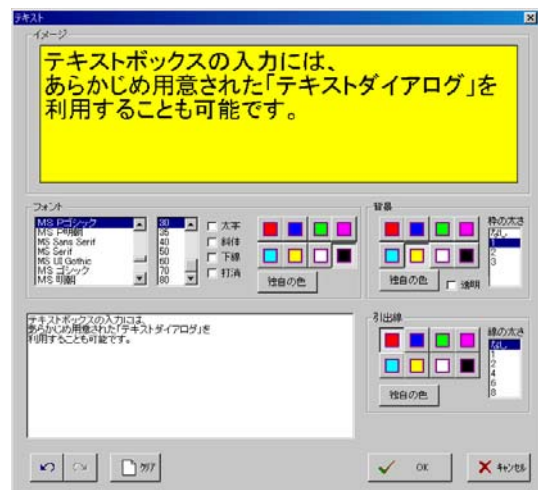 テキスト
イメージ
テキストボックスの入力には、
あらかじめ用意された「テキストダイアログ」を
利用することも可能です。
フォント
MS Pゴシック
MS P明朝
MS Sans Serif
MS Serif
MS UI Gothic
MS ゴシック
MS 明朝
30
35
40
50
60
70
80
太字
斜体
下線
打消
独自の色
背景
独自の色
透明
枠の太さ
なし
1
2
3
テキストボックスの入力には、
あらかじめ用意された「テキストダイアログ」を
利用することも可能です。
引出線
独自の色
線の太さ
なし
1
2
4
6
8
クリア
OK
キャンセル